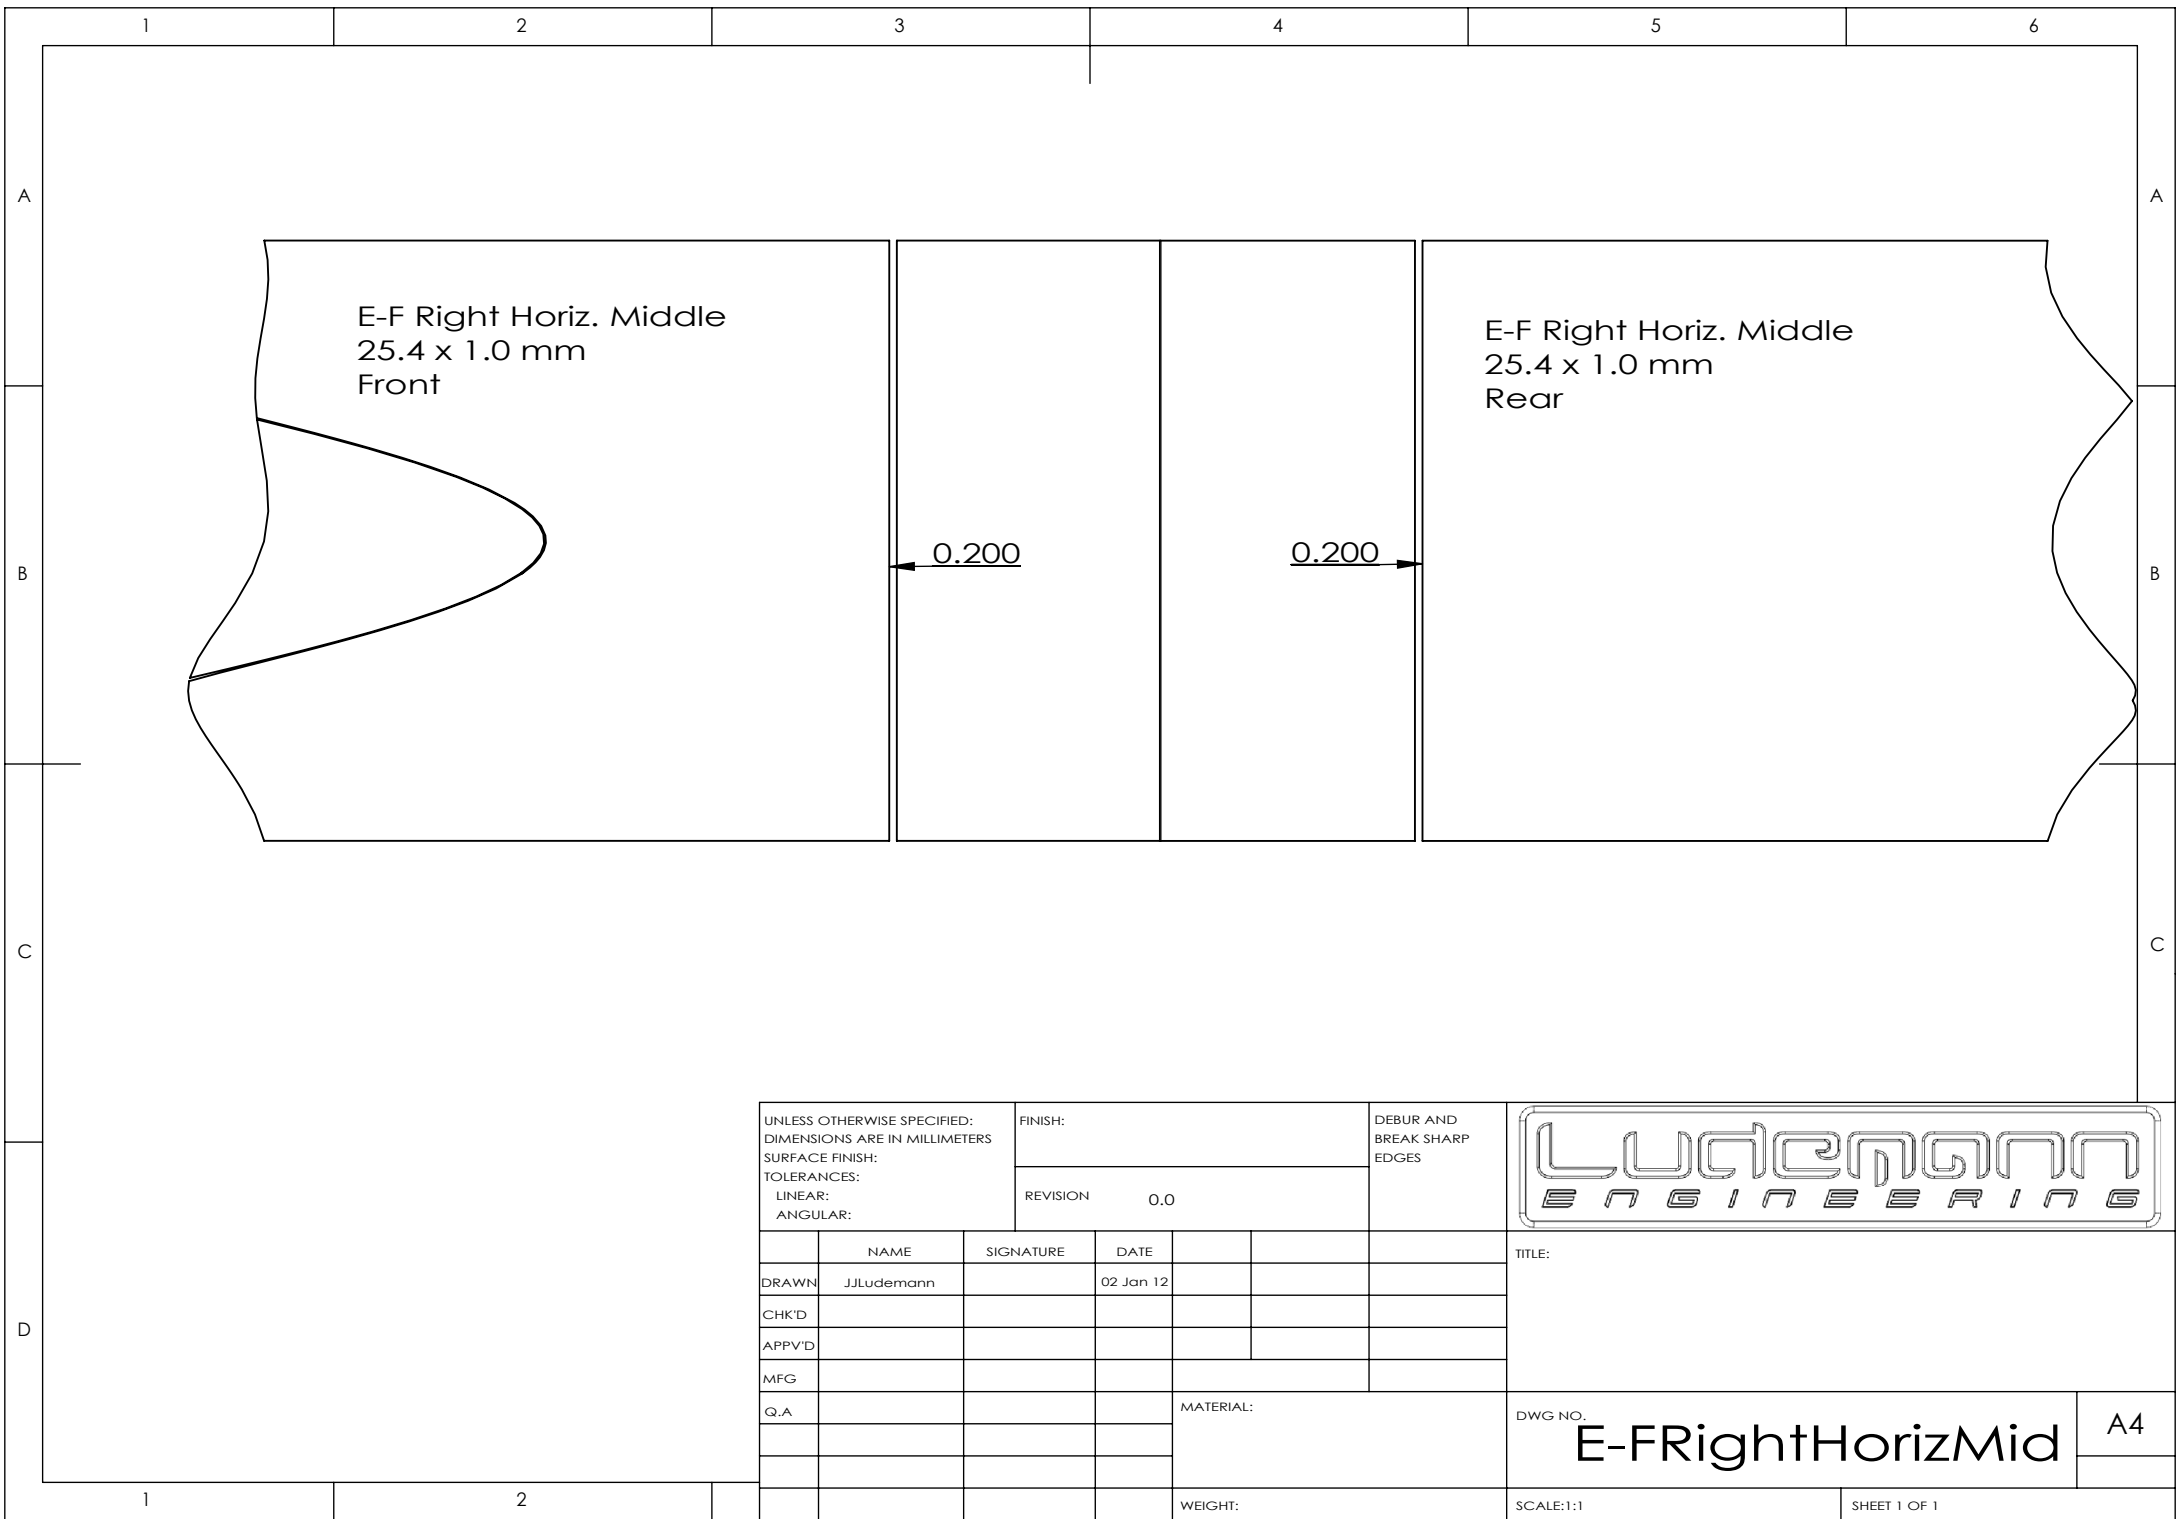 1 2 3 4 5 6
A A
E-F Right Horiz. Middle
25.4 x 1.0 mm
Front
E-F Right Horiz. Middle
25.4 x 1.0 mm
Rear
0.200 0.200
B B
C C
D
UNLESS OTHERWISE SPECIFIED:
DIMENSIONS ARE IN MILLIMETERS
SURFACE FINISH:
TOLERANCES:
LINEAR:
ANGULAR:
FINISH:
REVISION 0.0
DEBUR AND
BREAK SHARP
EDGES
Ludemann
ENGINEERING
NAME SIGNATURE DATE
DRAWN JJLudemann 02 Jan 12
CHK'D
APPV'D
MFG
Q.A
TITLE:
MATERIAL:
DWG NO.
E-FRightHorizMid
A4
WEIGHT:
SCALE:1:1
SHEET 1 OF 1
1 2